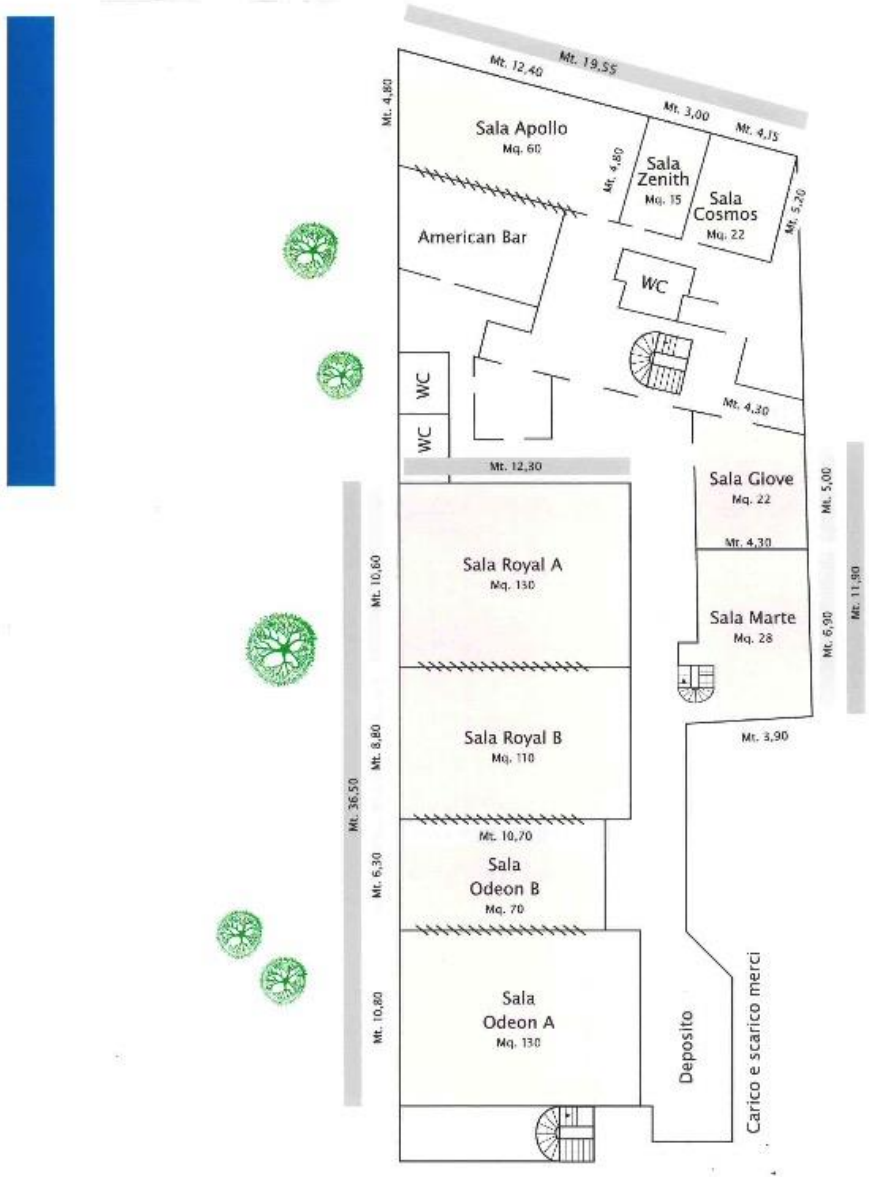 Mt. 19,55
Mt. 12,40
Mt. 3,00
Mt. 4,15
Mt. 4,80
Sala Apollo
Mq. 60
Mt. 4,80
Sala
Zenith
Mq. 15
Sala
Cosmos
Mq. 22
Mt. 5,20
American Bar
WC
WC
WC
Mt. 4,30
Mt. 12,30
Sala Glove
Mq. 22
Mt. 5,00
Mt. 4,30
Mt. 11,90
Sala Royal A
Mq. 130
Mt. 10,60
Sala Marte
Mq. 28
Mt. 6,90
Mt. 3,90
Sala Royal B
Mq. 110
Mt. 8,80
Mt. 36,50
Mt. 10,70
Sala
Odeon B
Mq. 70
Mt. 6,30
Sala
Odeon A
Mq. 130
Mt. 10,80
Deposito
Carico e scarico merci